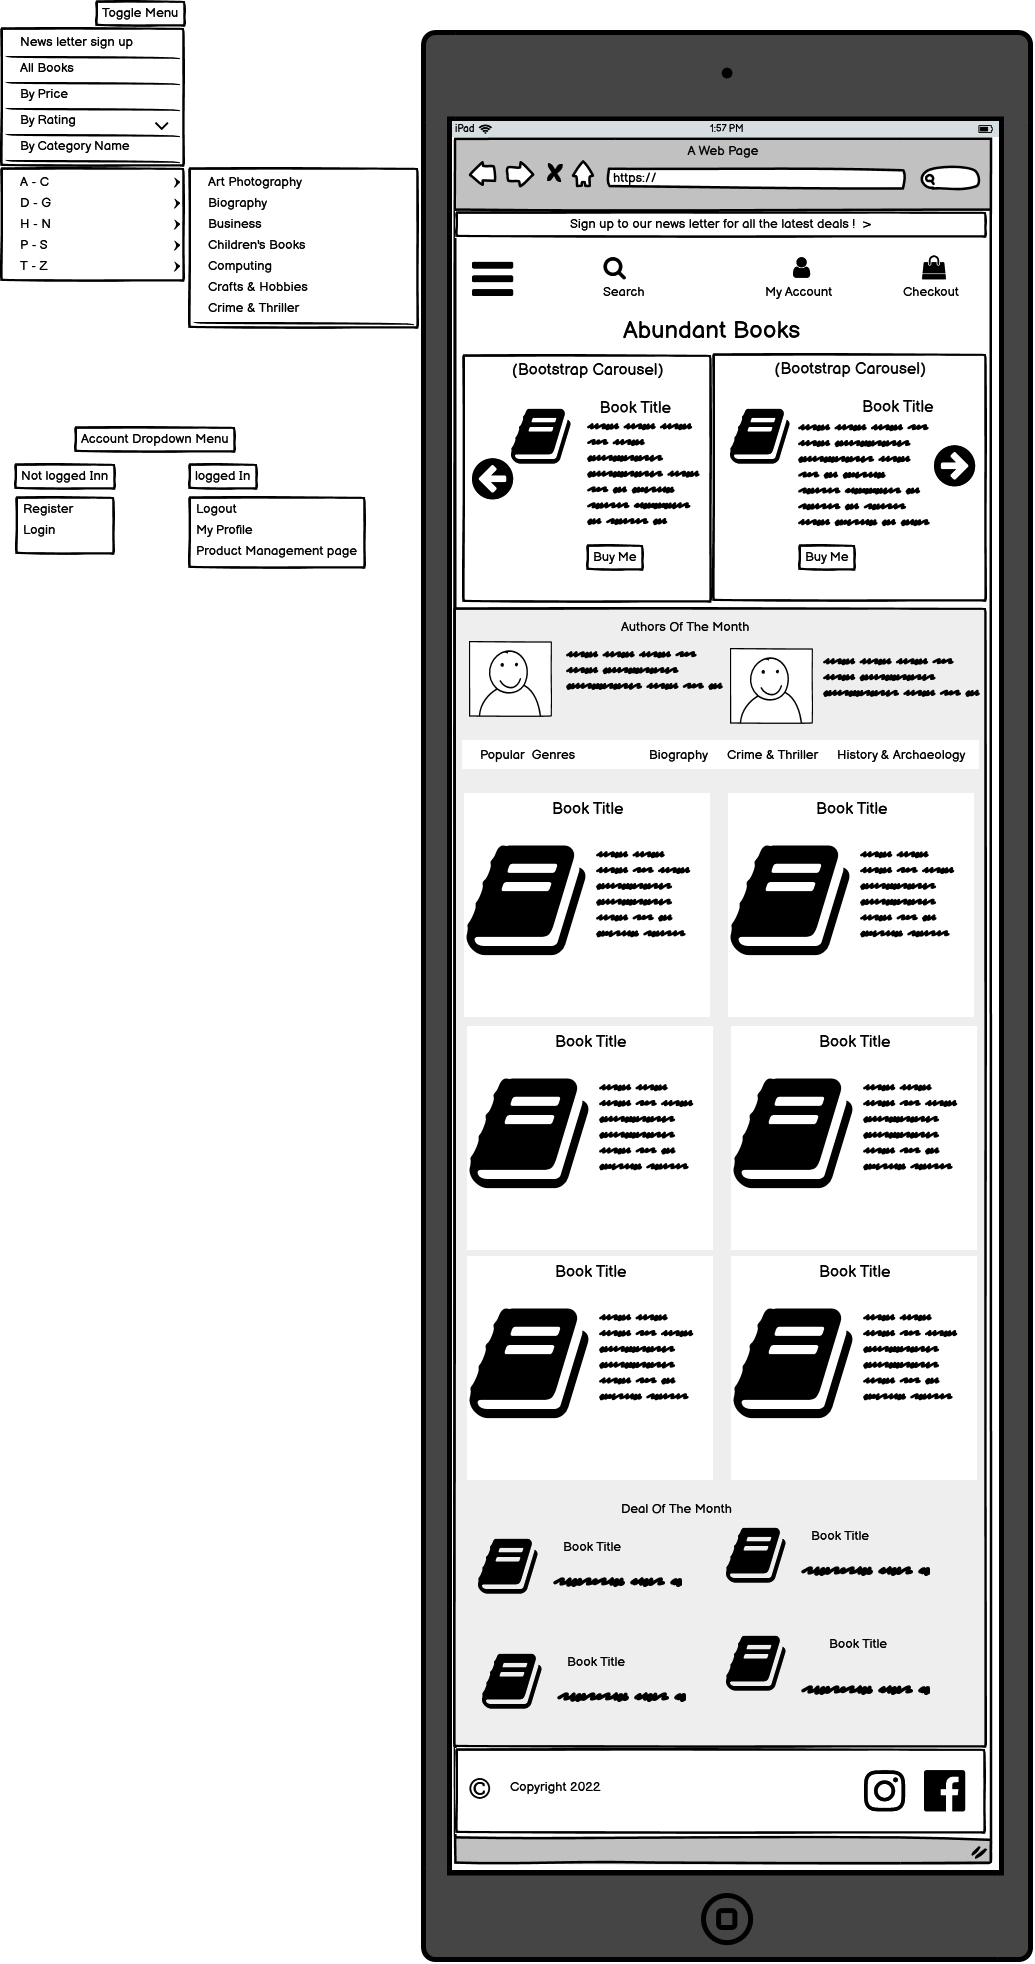 Toggle Menu
News letter sign up
All Books
By Price
By Rating
By Category Name
A - C
D - G
H - N
P - S
T - Z
Art Photography
Biography
Business
Children's Books
Computing
Crafts & Hobbies
Crime & Thriller
Account Dropdown Menu
Not logged Inn
Register
Login
logged In
Logout
My Profile
Product Management page
iPad
1:57 PM
A Web Page
https://
Sign up to our news letter for all the latest deals ! >
Search
My Account
Checkout
Abundant Books
(Bootstrap Carousel)
Book Title
Buy Me
(Bootstrap Carousel)
Book Title
Buy Me
Authors Of The Month
Popular Genres
Biography
Crime & Thriller
History & Archaeology
Book Title
Book Title
Book Title
Book Title
Book Title
Book Title
Deal Of The Month
Book Title
Book Title
Book Title
Book Title
© Copyright 2022